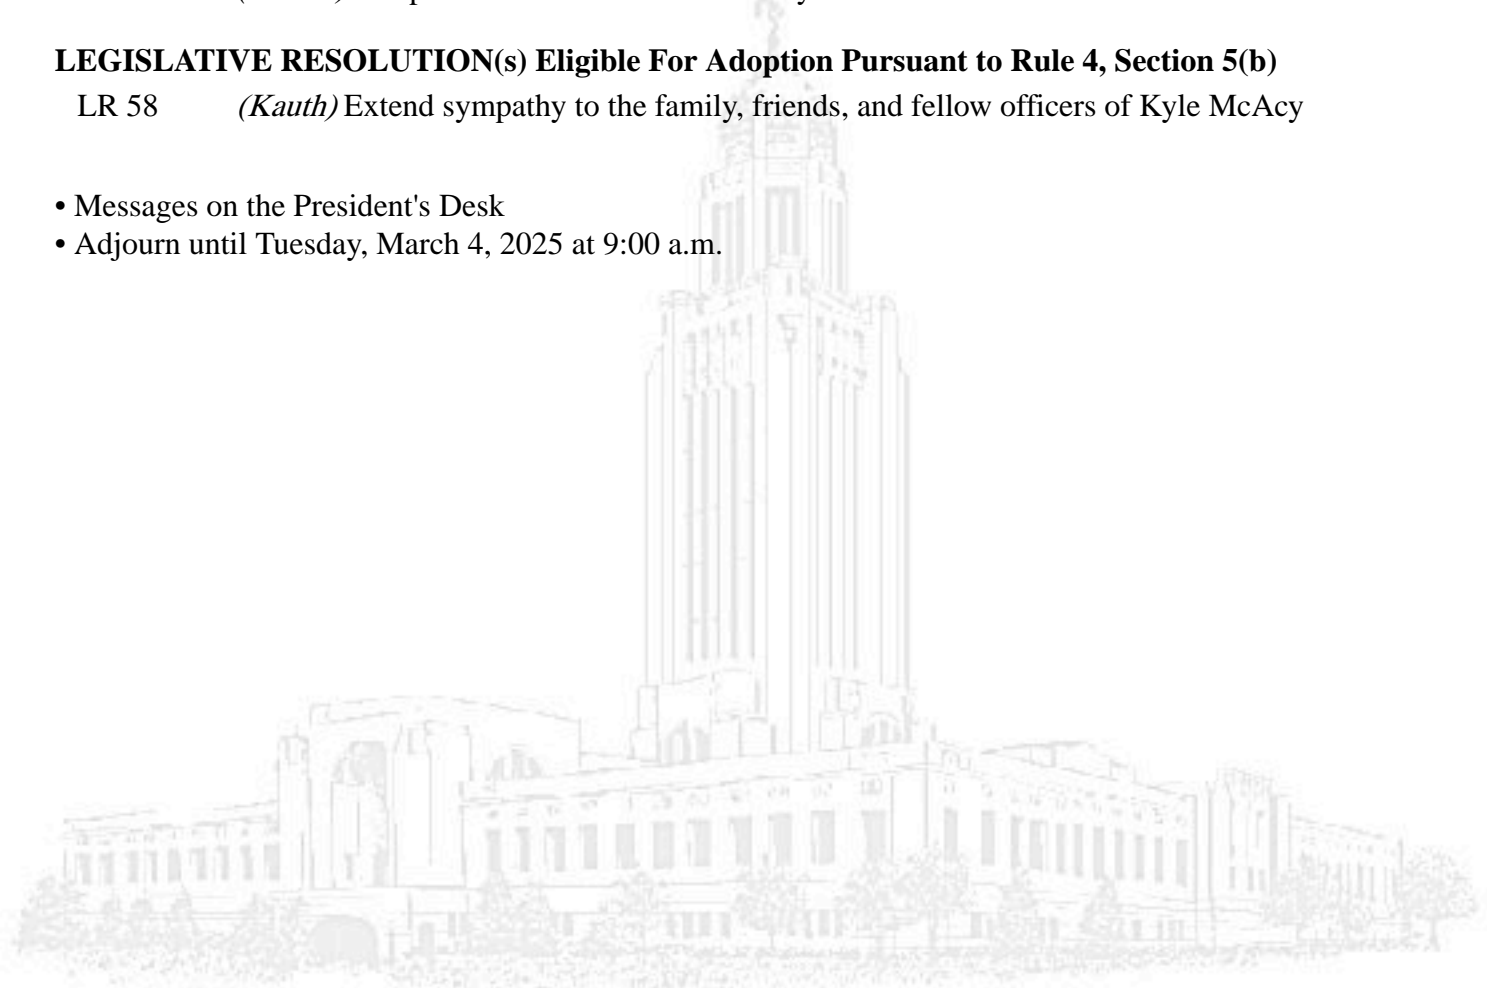 LEGISLATIVE RESOLUTION(s) Eligible For Adoption Pursuant to Rule 4, Section 5(b)
LR 58 (Kauth) Extend sympathy to the family, friends, and fellow officers of Kyle McAcy
• Messages on the President's Desk
• Adjourn until Tuesday, March 4, 2025 at 9:00 a.m.